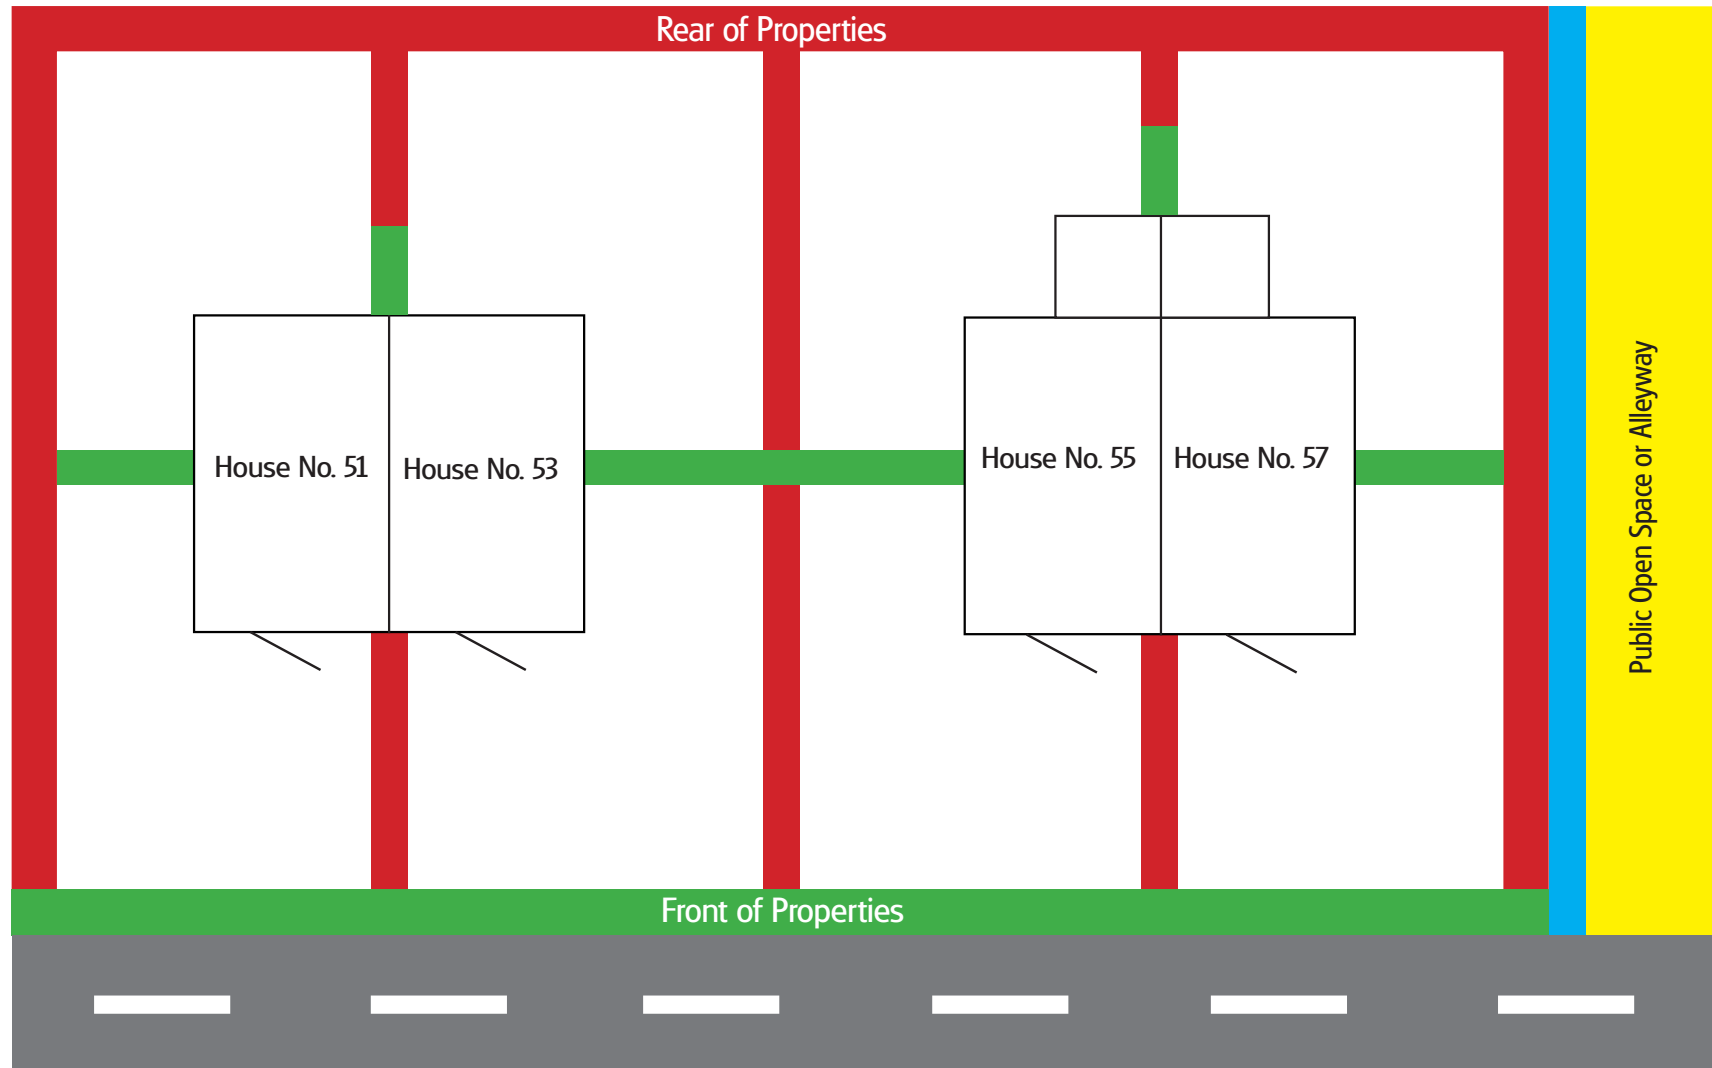 Rear of Properties
House No. 51
House No. 53
House No. 55
House No. 57
Public Open Space or Alleyway
Front of Properties